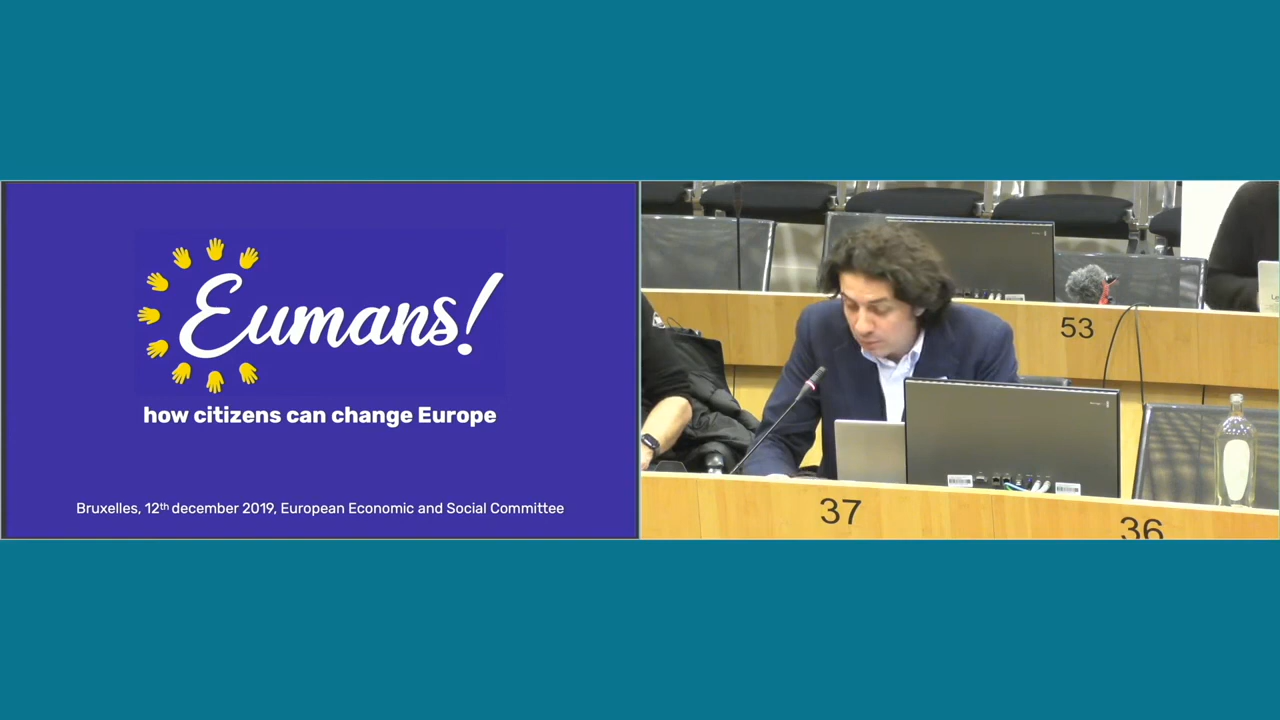 Eumans!
how citizens can change Europe
Bruxelles, 12th december 2019, European Economic and Social Committee
53
37
36